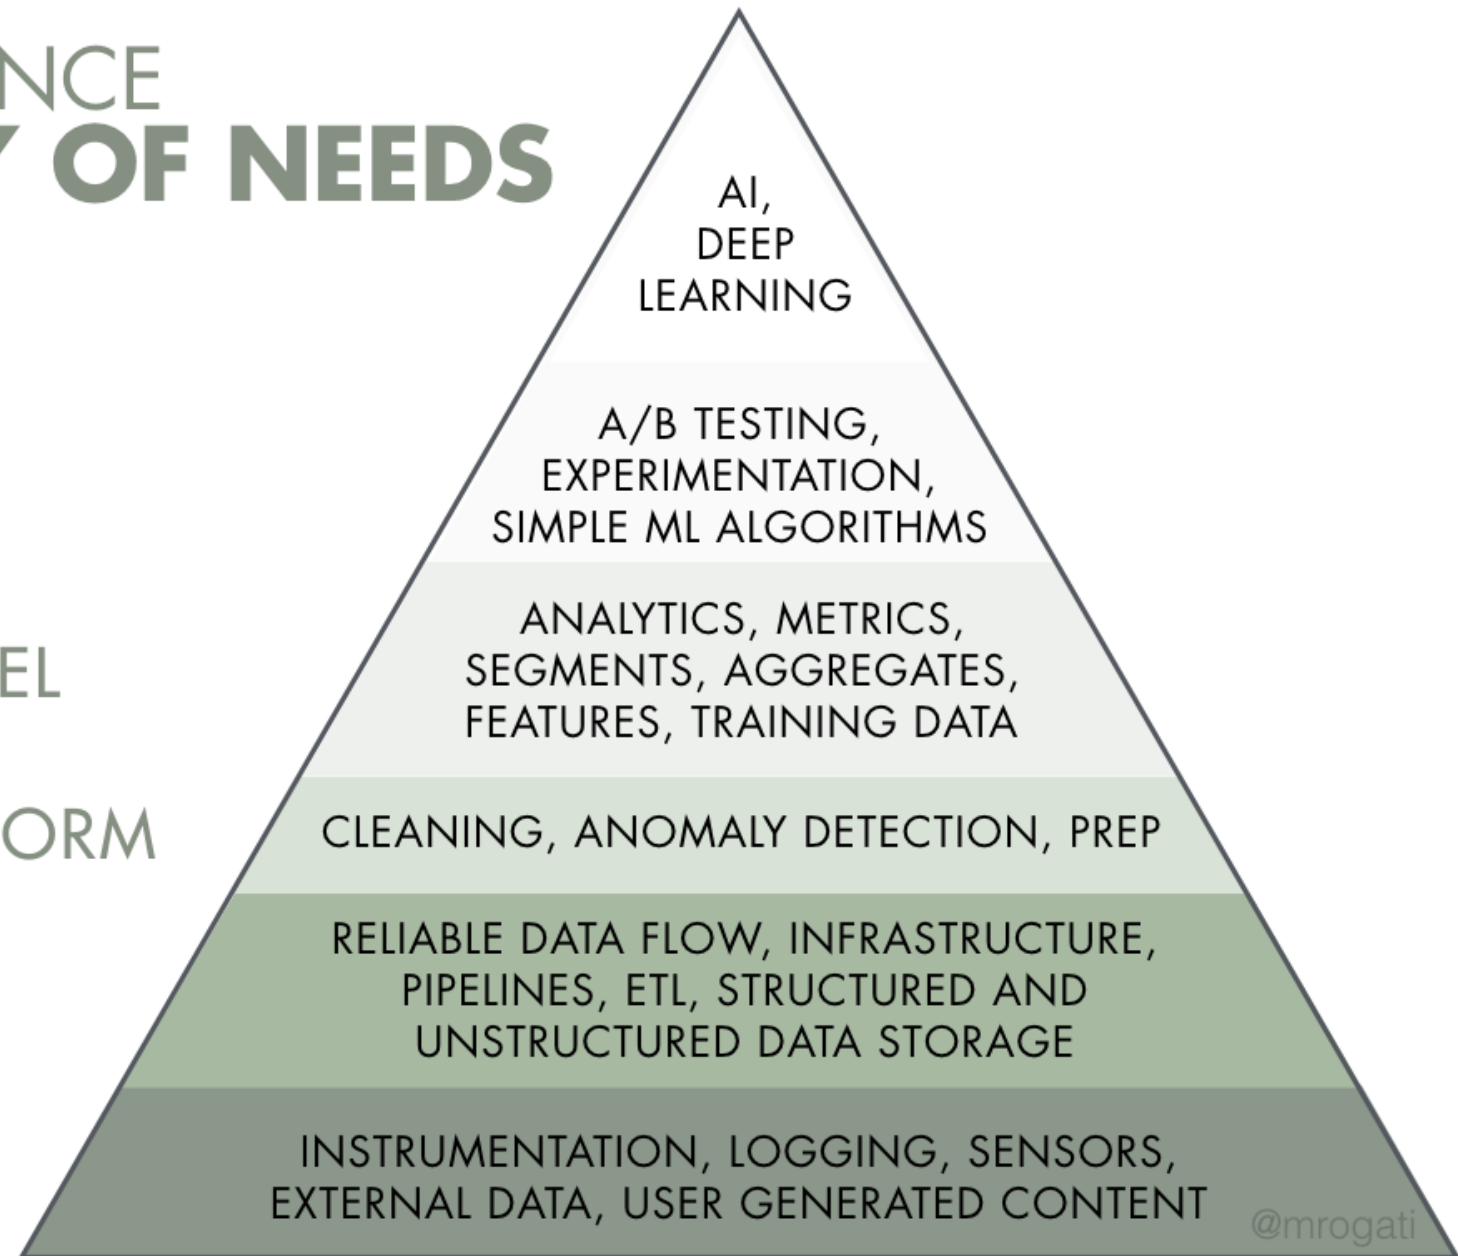 NCE
Y OF NEEDS
AI,
DEEP
LEARNING
A/B TESTING,
EXPERIMENTATION,
SIMPLE ML ALGORITHMS
ANALYTICS, METRICS,
SEGMENTS, AGGREGATES,
FEATURES, TRAINING DATA
EL
CLEANING, ANOMALY DETECTION, PREP
ORM
RELIABLE DATA FLOW, INFRASTRUCTURE,
PIPELINES, ETL, STRUCTURED AND
UNSTRUCTURED DATA STORAGE
INSTRUMENTATION, LOGGING, SENSORS,
EXTERNAL DATA, USER GENERATED CONTENT
@mrogati